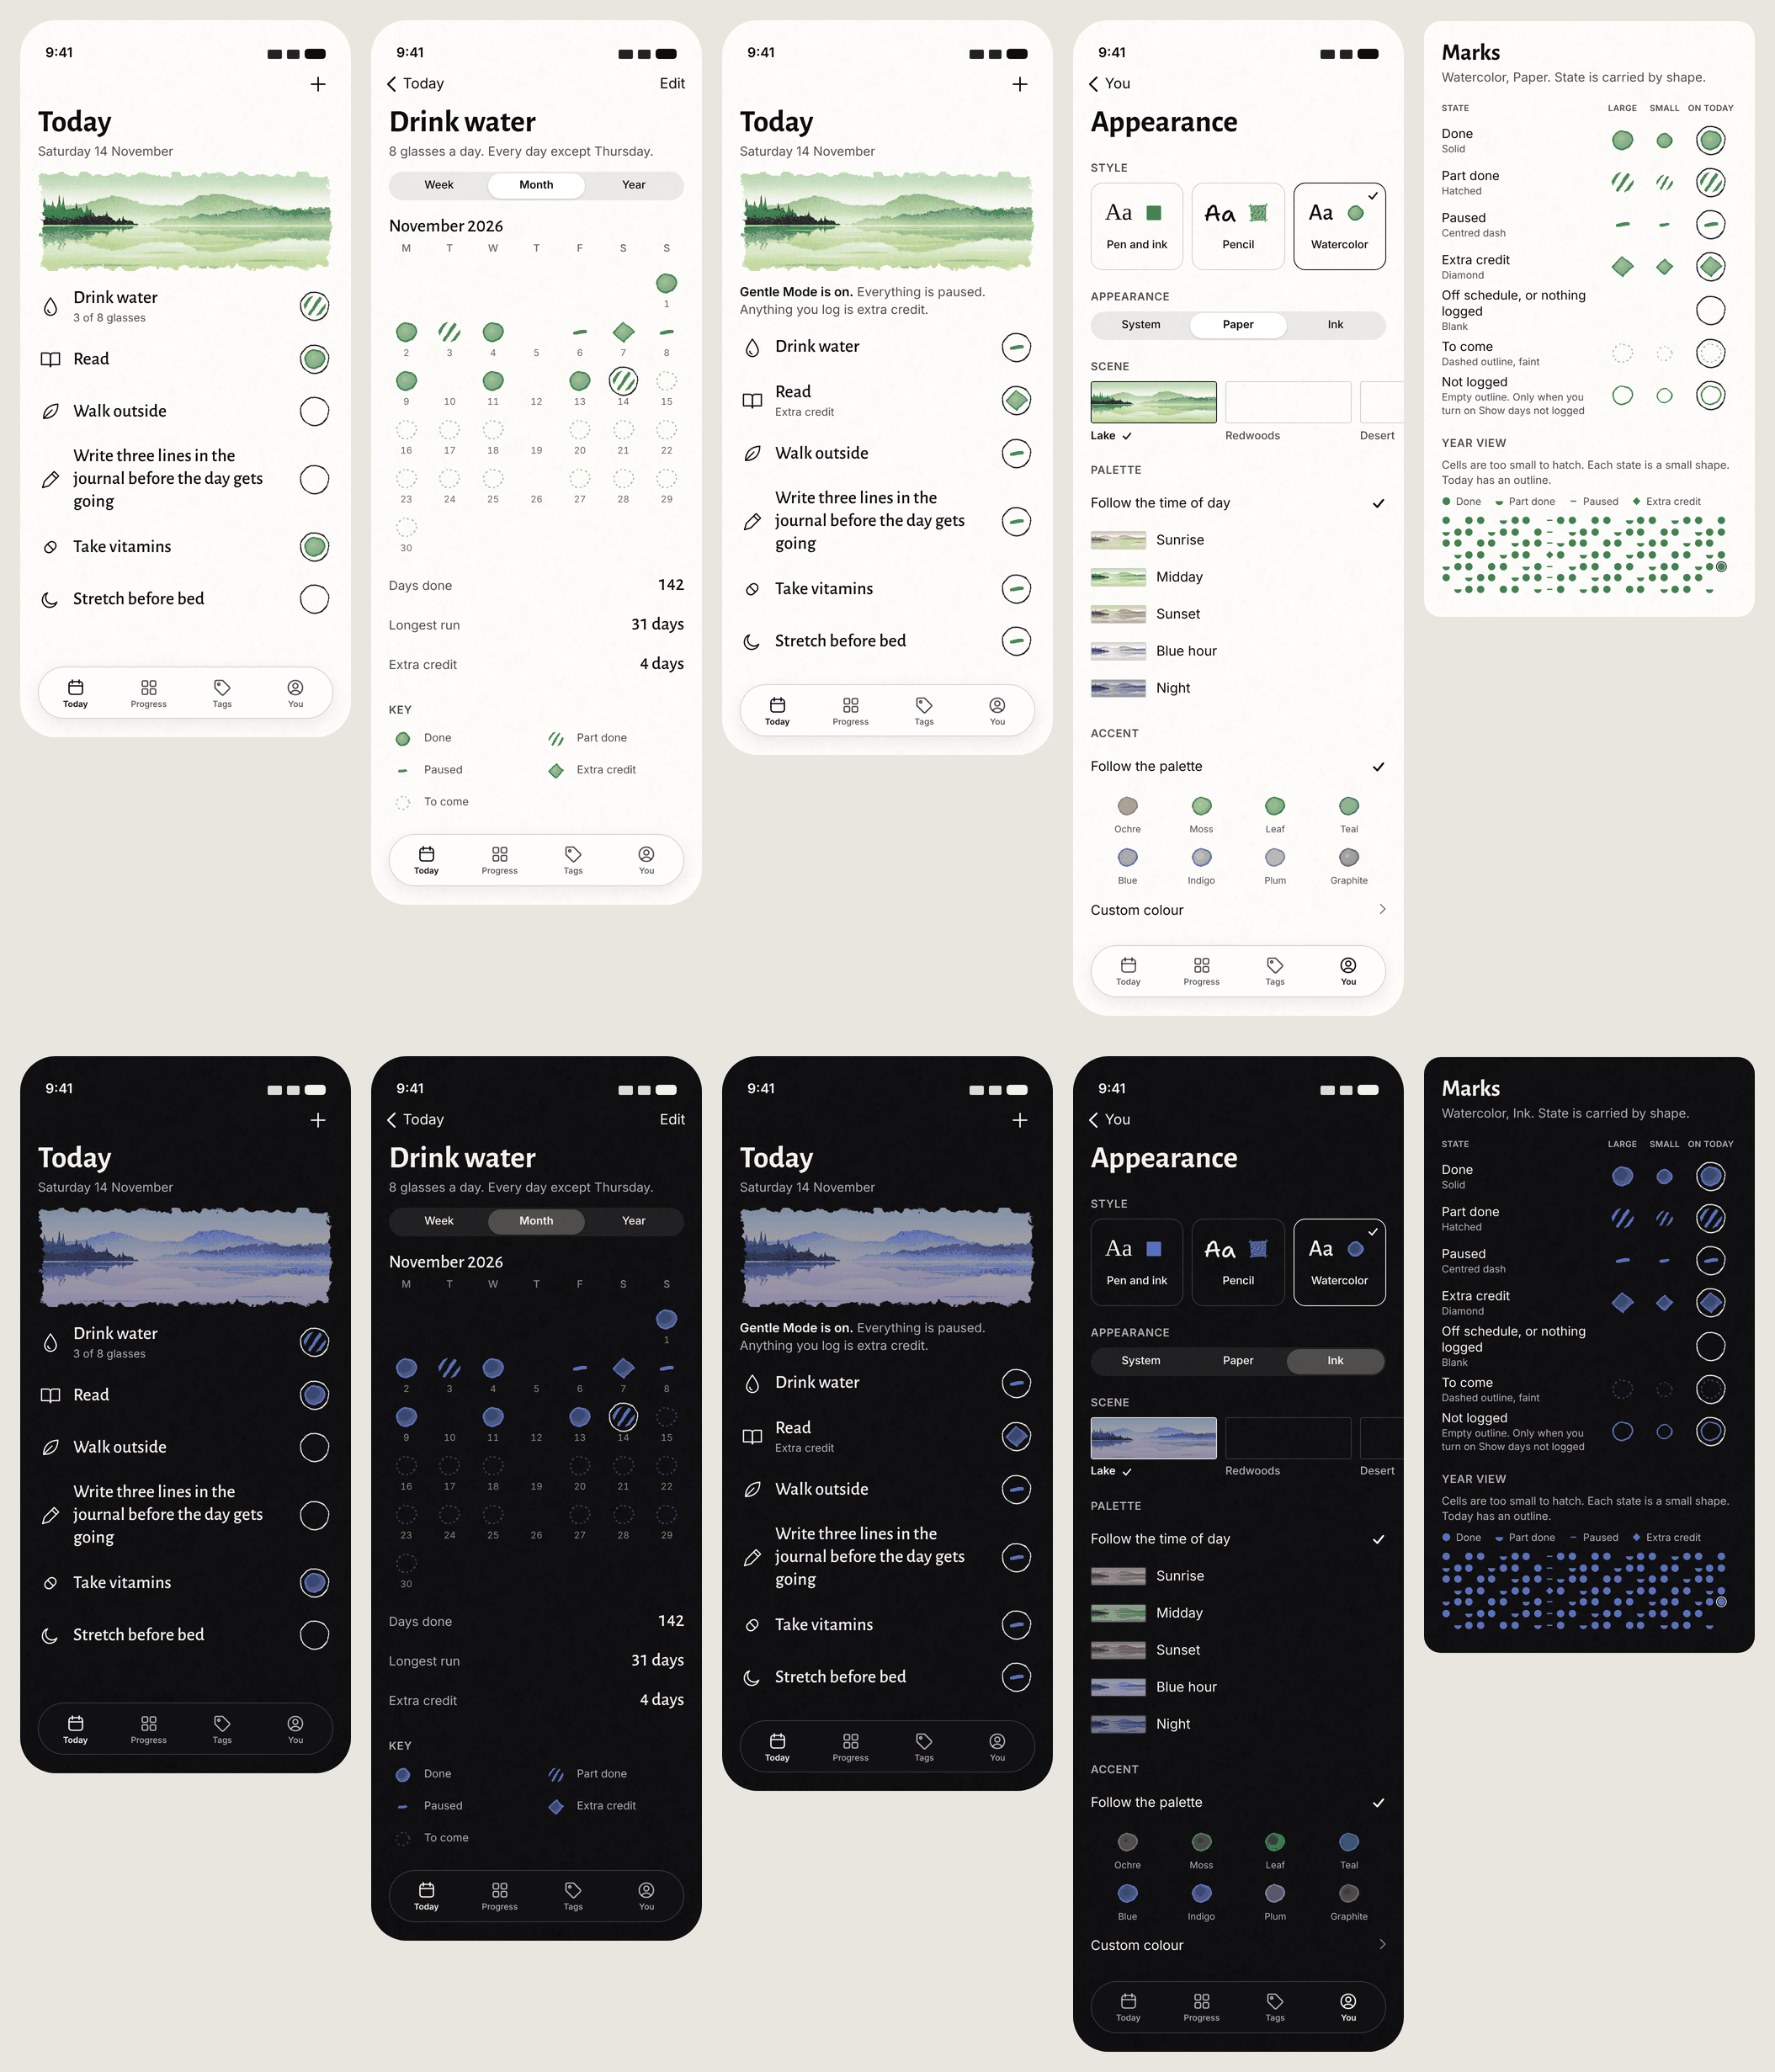 9:41
Today
Saturday 14 November
Drink water
3 of 8 glasses
Read
Walk outside
Write three lines in the
journal before the day gets
going
Take vitamins
Stretch before bed
Today Progress Tags You
9:41
Today Edit
Drink water
8 glasses a day. Every day except Thursday.
Week Month Year
November 2026
M T W T F S S
1
2 3 4 5 6 7 8
9 10 11 12 13 14 15
16 17 18 19 20 21 22
23 24 25 26 27 28 29
30
Days done 142
Longest run 31 days
Extra credit 4 days
KEY
Done Part done
Paused Extra credit
To come
Today Progress Tags You
9:41
Today
Saturday 14 November
Gentle Mode is on. Everything is paused.
Anything you log is extra credit.
Drink water
Read
Extra credit
Walk outside
Write three lines in the
journal before the day gets
going
Take vitamins
Stretch before bed
Today Progress Tags You
9:41
You
Appearance
STYLE
Aa Aa Aa
Pen and ink Pencil Watercolor
APPEARANCE
System Paper Ink
SCENE
Lake Redwoods Desert
PALETTE
Follow the time of day
Sunrise
Midday
Sunset
Blue hour
Night
ACCENT
Follow the palette
Ochre Moss Leaf Teal
Blue Indigo Plum Graphite
Custom colour
Today Progress Tags You
Marks
Watercolor, Paper. State is carried by shape.
STATE LARGE SMALL ON TODAY
Done
Solid
Part done
Hatched
Paused
Centred dash
Extra credit
Diamond
Off schedule, or nothing
logged
Blank
To come
Dashed outline, faint
Not logged
Empty outline. Only when you
turn on Show days not logged
YEAR VIEW
Cells are too small to hatch. Each state is a small shape.
Today has an outline.
Done Part done Paused Extra credit
9:41
Today
Saturday 14 November
Drink water
3 of 8 glasses
Read
Walk outside
Write three lines in the
journal before the day gets
going
Take vitamins
Stretch before bed
Today Progress Tags You
9:41
Today Edit
Drink water
8 glasses a day. Every day except Thursday.
Week Month Year
November 2026
M T W T F S S
1
2 3 4 5 6 7 8
9 10 11 12 13 14 15
16 17 18 19 20 21 22
23 24 25 26 27 28 29
30
Days done 142
Longest run 31 days
Extra credit 4 days
KEY
Done Part done
Paused Extra credit
To come
Today Progress Tags You
9:41
Today
Saturday 14 November
Gentle Mode is on. Everything is paused.
Anything you log is extra credit.
Drink water
Read
Extra credit
Walk outside
Write three lines in the
journal before the day gets
going
Take vitamins
Stretch before bed
Today Progress Tags You
9:41
You
Appearance
STYLE
Aa Aa Aa
Pen and ink Pencil Watercolor
APPEARANCE
System Paper Ink
SCENE
Lake Redwoods Desert
PALETTE
Follow the time of day
Sunrise
Midday
Sunset
Blue hour
Night
ACCENT
Follow the palette
Ochre Moss Leaf Teal
Blue Indigo Plum Graphite
Custom colour
Today Progress Tags You
Marks
Watercolor, Ink. State is carried by shape.
STATE LARGE SMALL ON TODAY
Done
Solid
Part done
Hatched
Paused
Centred dash
Extra credit
Diamond
Off schedule, or nothing
logged
Blank
To come
Dashed outline, faint
Not logged
Empty outline. Only when you
turn on Show days not logged
YEAR VIEW
Cells are too small to hatch. Each state is a small shape.
Today has an outline.
Done Part done Paused Extra credit